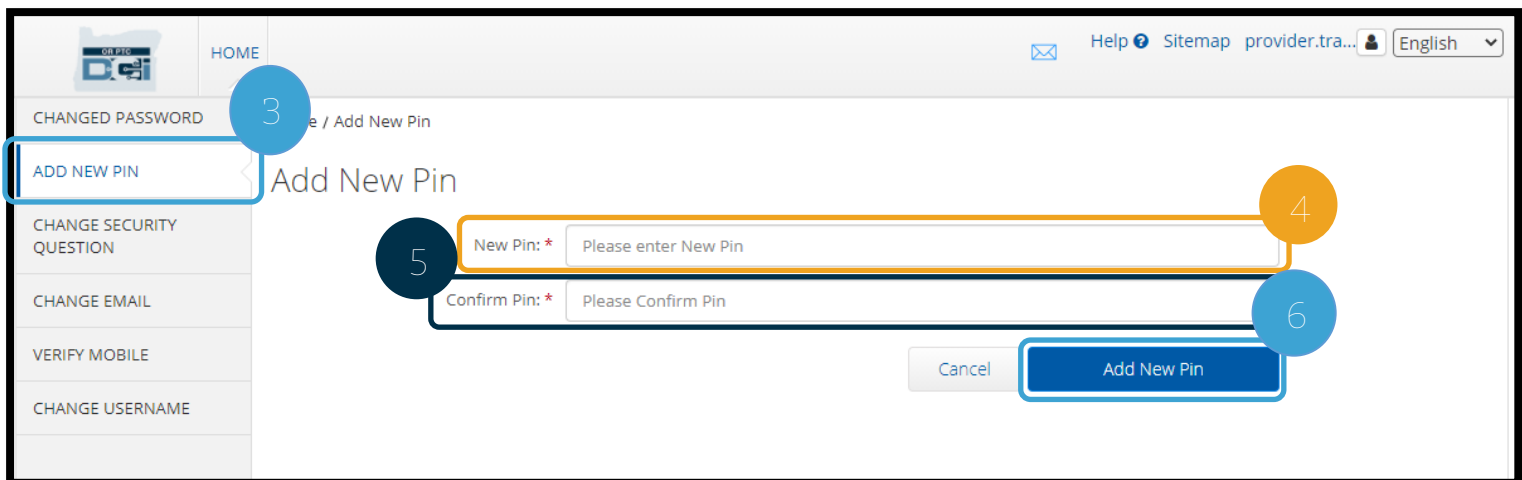 OR PTC
DCi
HOME
Help ? Sitemap provider.tra... English
CHANGED PASSWORD
3
e / Add New Pin
ADD NEW PIN
Add New Pin
CHANGE SECURITY
QUESTION
4
New Pin: * Please enter New Pin
5
Confirm Pin: * Please Confirm Pin
CHANGE EMAIL
6
VERIFY MOBILE
Cancel Add New Pin
CHANGE USERNAME